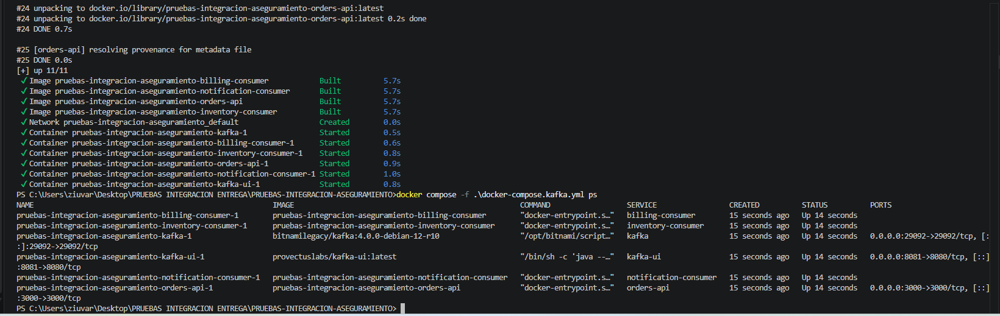 #24 unpacking to docker.io/library/pruebas-integracion-aseguramiento-orders-api:latest
#24 unpacking to docker.io/library/pruebas-integracion-aseguramiento-orders-api:latest 0.2s done
#24 DONE 0.7s
#25 [orders-api] resolving provenance for metadata file
#25 DONE 0.0s
[+] up 11/11
✓ Image pruebas-integracion-aseguramiento-billing-consumer Built 5.7s
✓ Image pruebas-integracion-aseguramiento-notification-consumer Built 5.7s
✓ Image pruebas-integracion-aseguramiento-orders-api Built 5.7s
✓ Image pruebas-integracion-aseguramiento-inventory-consumer Built 5.7s
✓ Network pruebas-integracion-aseguramiento_default Created 0.0s
✓ Container pruebas-integracion-aseguramiento-kafka-1 Started 0.5s
✓ Container pruebas-integracion-aseguramiento-billing-consumer-1 Started 0.6s
✓ Container pruebas-integracion-aseguramiento-inventory-consumer-1 Started 0.8s
✓ Container pruebas-integracion-aseguramiento-orders-api-1 Started 0.9s
✓ Container pruebas-integracion-aseguramiento-notification-consumer-1 Started 1.0s
✓ Container pruebas-integracion-aseguramiento-kafka-ui-1 Started 0.8s
PS C:\Users\ziuvar\Desktop\PRUEBAS INTEGRACION ENTREGA\PRUEBAS-INTEGRACION-ASEGURAMIENTO>docker compose -f .\docker-compose.kafka.yml ps
NAME IMAGE COMMAND SERVICE CREATED STATUS PORTS
pruebas-integracion-aseguramiento-billing-consumer-1 pruebas-integracion-aseguramiento-billing-consumer "docker-entrypoint.s…" billing-consumer 15 seconds ago Up 14 seconds
pruebas-integracion-aseguramiento-inventory-consumer-1 pruebas-integracion-aseguramiento-inventory-consumer "docker-entrypoint.s…" inventory-consumer 15 seconds ago Up 14 seconds
pruebas-integracion-aseguramiento-kafka-1 bitnamilegacy/kafka:4.0.0-debian-12-r10 "/opt/bitnami/script…" kafka 15 seconds ago Up 14 seconds 0.0.0.0:29092->29092/tcp, [:
:]:29092->29092/tcp
pruebas-integracion-aseguramiento-kafka-ui-1 provectuslabs/kafka-ui:latest "/bin/sh -c 'java --…" kafka-ui 15 seconds ago Up 14 seconds 0.0.0.0:8081->8080/tcp, [::]
:8081->8080/tcp
pruebas-integracion-aseguramiento-notification-consumer-1 pruebas-integracion-aseguramiento-notification-consumer "docker-entrypoint.s…" notification-consumer 15 seconds ago Up 14 seconds
pruebas-integracion-aseguramiento-orders-api-1 pruebas-integracion-aseguramiento-orders-api "docker-entrypoint.s…" orders-api 15 seconds ago Up 14 seconds 0.0.0.0:3000->3000/tcp, [::]
:3000->3000/tcp
PS C:\Users\ziuvar\Desktop\PRUEBAS INTEGRACION ENTREGA\PRUEBAS-INTEGRACION-ASEGURAMIENTO>